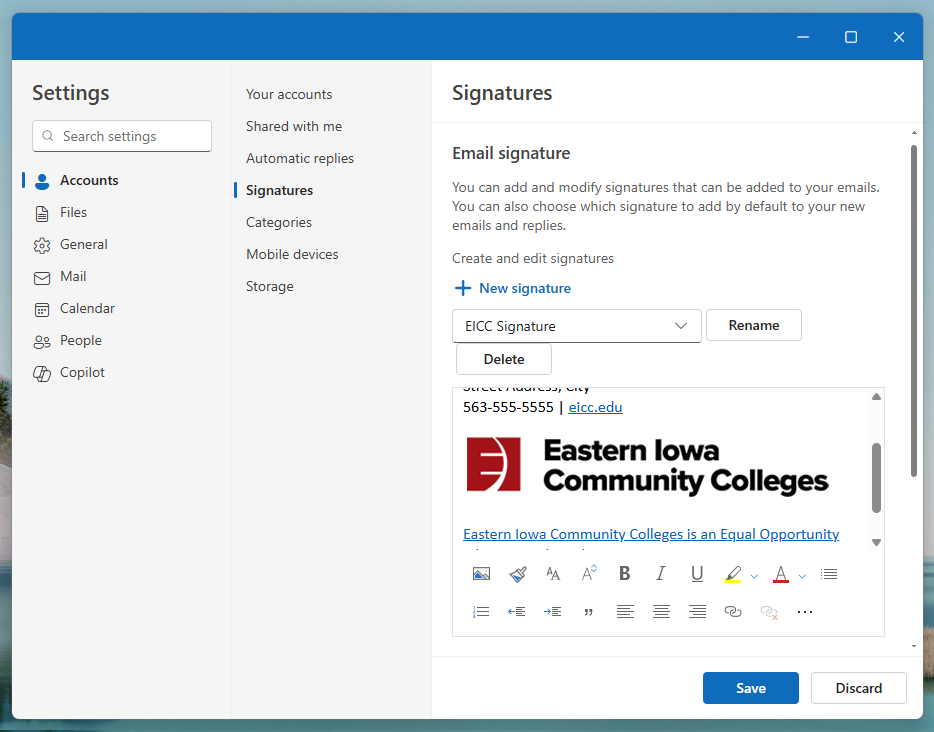 Settings
Search settings
Accounts
Files
General
Mail
Calendar
People
Copilot
Your accounts
Shared with me
Automatic replies
Signatures
Categories
Mobile devices
Storage
Signatures
Email signature
You can add and modify signatures that can be added to your emails.
You can also choose which signature to add by default to your new
emails and replies.
Create and edit signatures
New signature
EICC Signature
Rename
Delete
Street Address, City
563-555-5555 | eicc.edu
Eastern Iowa
Community Colleges
Eastern Iowa Community Colleges is an Equal Opportunity
Save
Discard